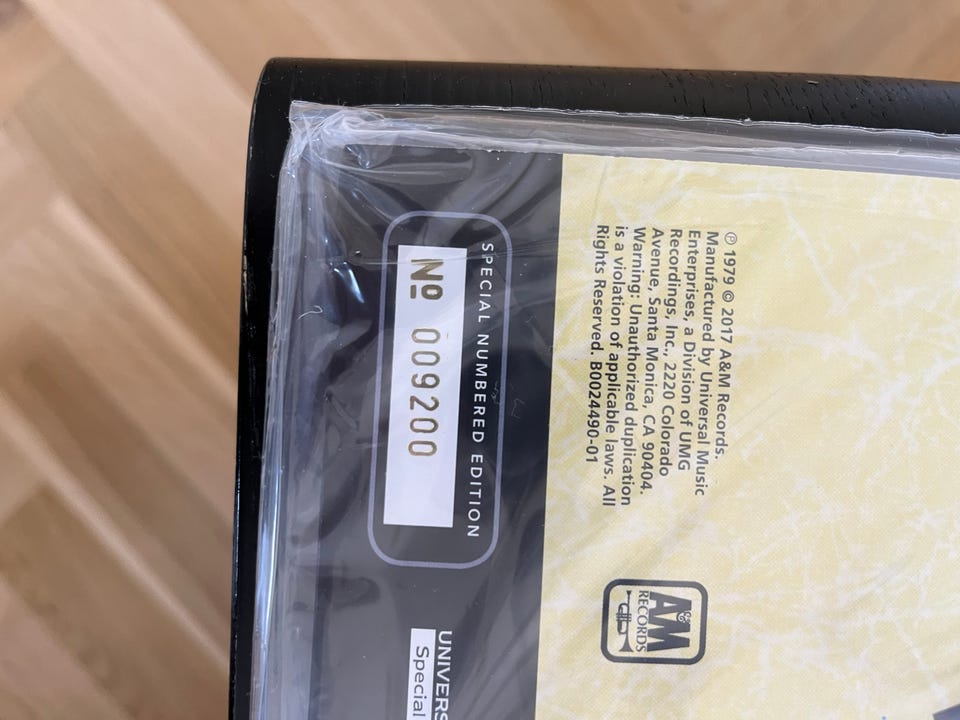 ℗ 1979 © 2017 A&M Records.
Manufactured by Universal Music
Enterprises, a Division of UMG
Recordings, Inc., 2220 Colorado
Avenue, Santa Monica, CA 90404.
Warning: Unauthorized duplication
is a violation of applicable laws. All
Rights Reserved. B0024490-01
A&M
RECORDS
SPECIAL NUMBERED EDITION
Nº 009200
UNIVERS
Special